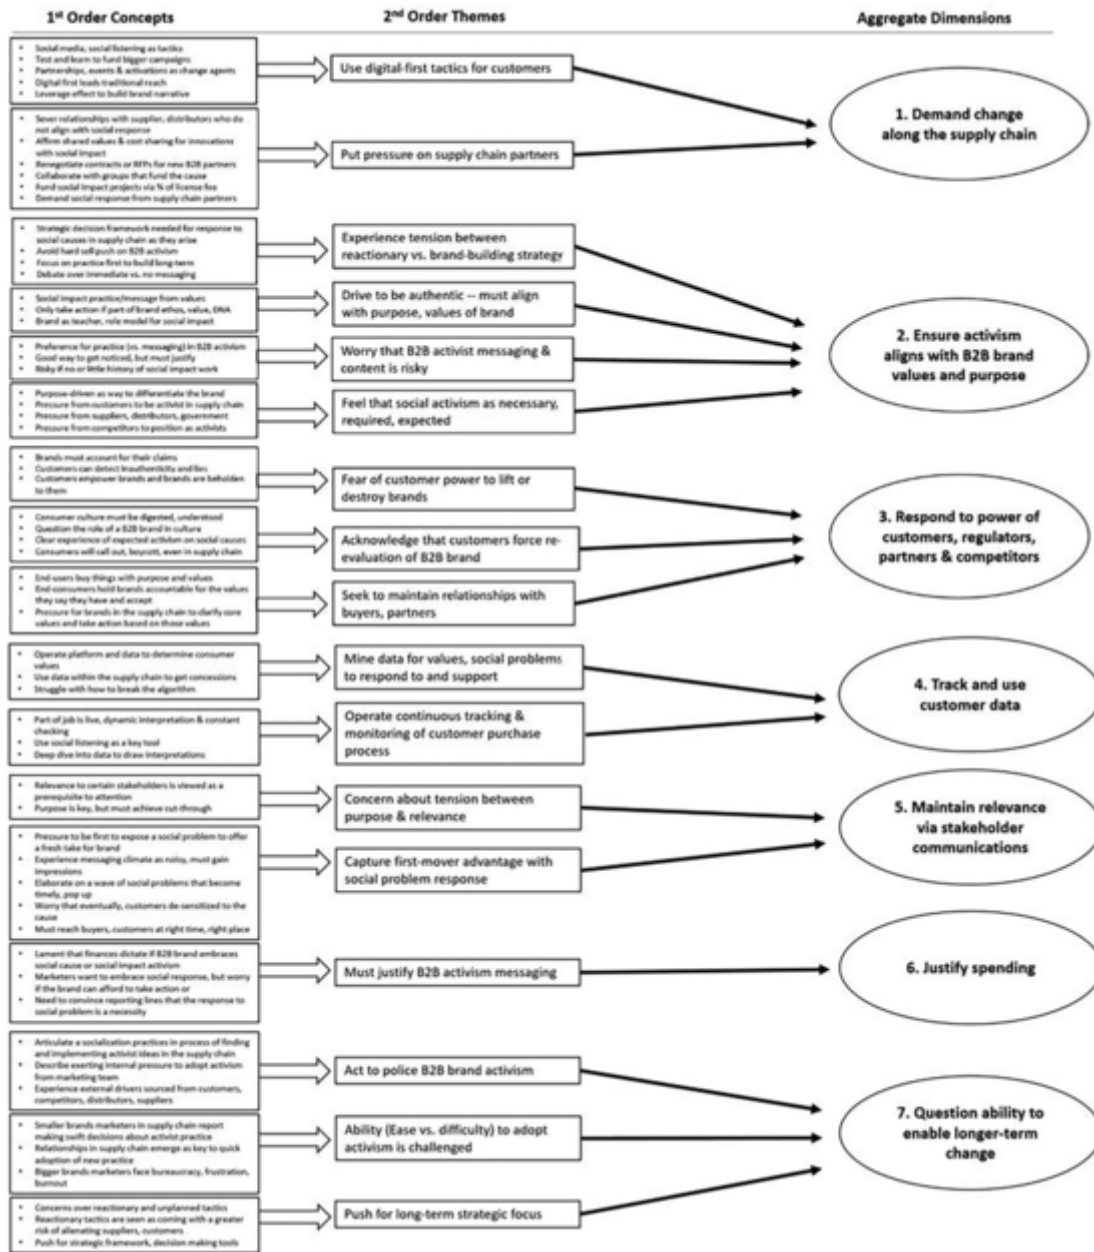 1st Order Concepts
2nd Order Themes
Aggregate Dimensions
• Social media, social listening as tactics
• Test and learn to fund bigger campaigns
• Partnerships, events & activations as change agents
• Digital first leads traditional reach
• Leverage effect to build brand narrative
Use digital-first tactics for customers
1. Demand change
along the supply chain
• Sever relationships with supplier, distributors who do
not align with social response
• Affirm shared values & cost sharing for innovations
with social impact
• Renegotiate contracts or RFPs for new B2B partners
• Collaborate with groups that fund the cause
• Fund social impact projects via % of license fee
• Demand social response from supply chain partners
Put pressure on supply chain partners
• Strategic decision framework needed for response to
social causes in supply chain as they arise
• Avoid hard sell push on B2B activism
• Focus on practice first to build long-term
• Debate over immediate vs. no messaging
Experience tension between
reactionary vs. brand-building strategy
• Social impact practice/message from values
• Only take action if part of brand ethos, value, DNA
• Brand as teacher, role model for social impact
Drive to be authentic -- must align
with purpose, values of brand
2. Ensure activism
aligns with B2B brand
values and purpose
• Preference for practice (vs. messaging) in B2B activism
• Good way to get noticed, but must justify
• Risky if no or little history of social impact work
Worry that B2B activist messaging &
content is risky
• Purpose-driven as way to differentiate the brand
• Pressure from customers to be activist in supply chain
• Pressure from suppliers, distributors, government
• Pressure from competitors to position as activists
Feel that social activism as necessary,
required, expected
• Brands must account for their claims
• Customers can detect inauthenticity and lies
• Customers empower brands and brands are beholden
to them
Fear of customer power to lift or
destroy brands
• Consumer culture must be digested, understood
• Question the role of a B2B brand in culture
• Clear experience of expected activism on social causes
• Consumers will call out, boycott, even in supply chain
Acknowledge that customers force re-
evaluation of B2B brand
3. Respond to power of
customers, regulators,
partners & competitors
• End users buy things with purpose and values
• End consumers hold brands accountable for the values
they say they have and accept
• Pressure for brands in the supply chain to clarify core
values and take action based on those values
Seek to maintain relationships with
buyers, partners
• Operate platform and data to determine consumer
values
• Use data within the supply chain to get concessions
• Struggle with how to break the algorithm
Mine data for values, social problems
to respond to and support
4. Track and use
customer data
• Part of job is live, dynamic interpretation & constant
checking
• Use social listening as a key tool
• Deep dive into data to draw interpretations
Operate continuous tracking &
monitoring of customer purchase
process
• Relevance to certain stakeholders is viewed as a
prerequisite to attention
• Purpose is key, but must achieve cut-through
Concern about tension between
purpose & relevance
5. Maintain relevance
via stakeholder
communications
• Pressure to be first to expose a social problem to offer
a fresh take for brand
• Experience messaging climate as noisy, must gain
impressions
• Elaborate on a wave of social problems that become
timely, pop up
• Worry that eventually, customers de-sensitized to the
cause
• Must reach buyers, customers at right time, right place
Capture first-mover advantage with
social problem response
• Lament that finances dictate if B2B brand embraces
social cause or social impact activism
• Marketers want to embrace social response, but worry
if the brand can afford to take action or
• Need to convince reporting lines that the response to
social problem is a necessity
Must justify B2B activism messaging
6. Justify spending
• Articulate a socialization practices in process of finding
and implementing activist ideas in the supply chain
• Describe exerting internal pressure to adopt activism
from marketing team
• Experience external drivers sourced from customers,
competitors, distributors, suppliers
Act to police B2B brand activism
• Smaller brands marketers in supply chain report
making swift decisions about activist practice
• Relationships in supply chain emerge as key to quick
adoption of new practice
• Bigger brands marketers face bureaucracy, frustration,
burnout
Ability (Ease vs. difficulty) to adopt
activism is challenged
7. Question ability to
enable longer-term
change
• Concerns over reactionary and unplanned tactics
• Reactionary tactics are seen as coming with a greater
risk of alienating suppliers, customers
• Push for strategic framework, decision making tools
Push for long-term strategic focus